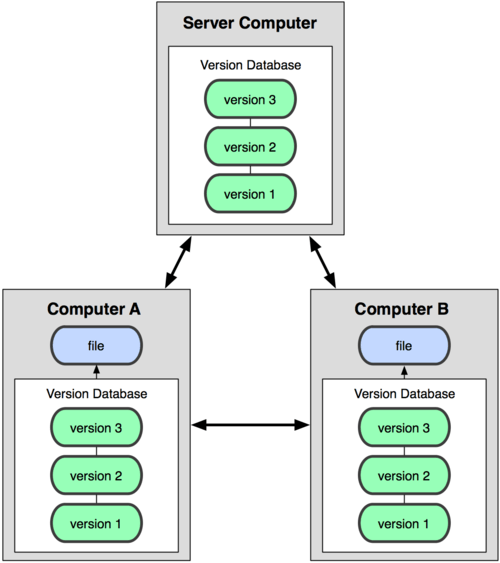 Server Computer
Version Database
version 3
version 2
version 1
Computer A
file
Version Database
version 3
version 2
version 1
Computer B
file
Version Database
version 3
version 2
version 1